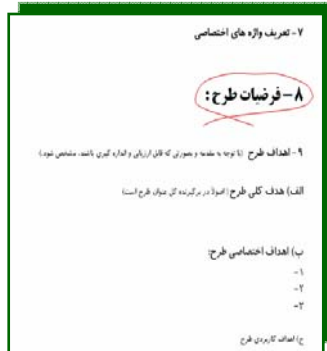 ۷- تعریف واژه های اختصاصی
۸- فرضیات طرح:
۹- اهداف طرح (با توجه به مقدمه و بصورتی که قابل ارزیابی و اندازه گیری باشند، مشخص شود.)
الف) هدف کلی طرح (اصولاً در برگیرنده کل عنوان طرح است)
ب) اهداف اختصاصی طرح:
۱-
۲-
۳-
ج) اهداف کاربردی طرح